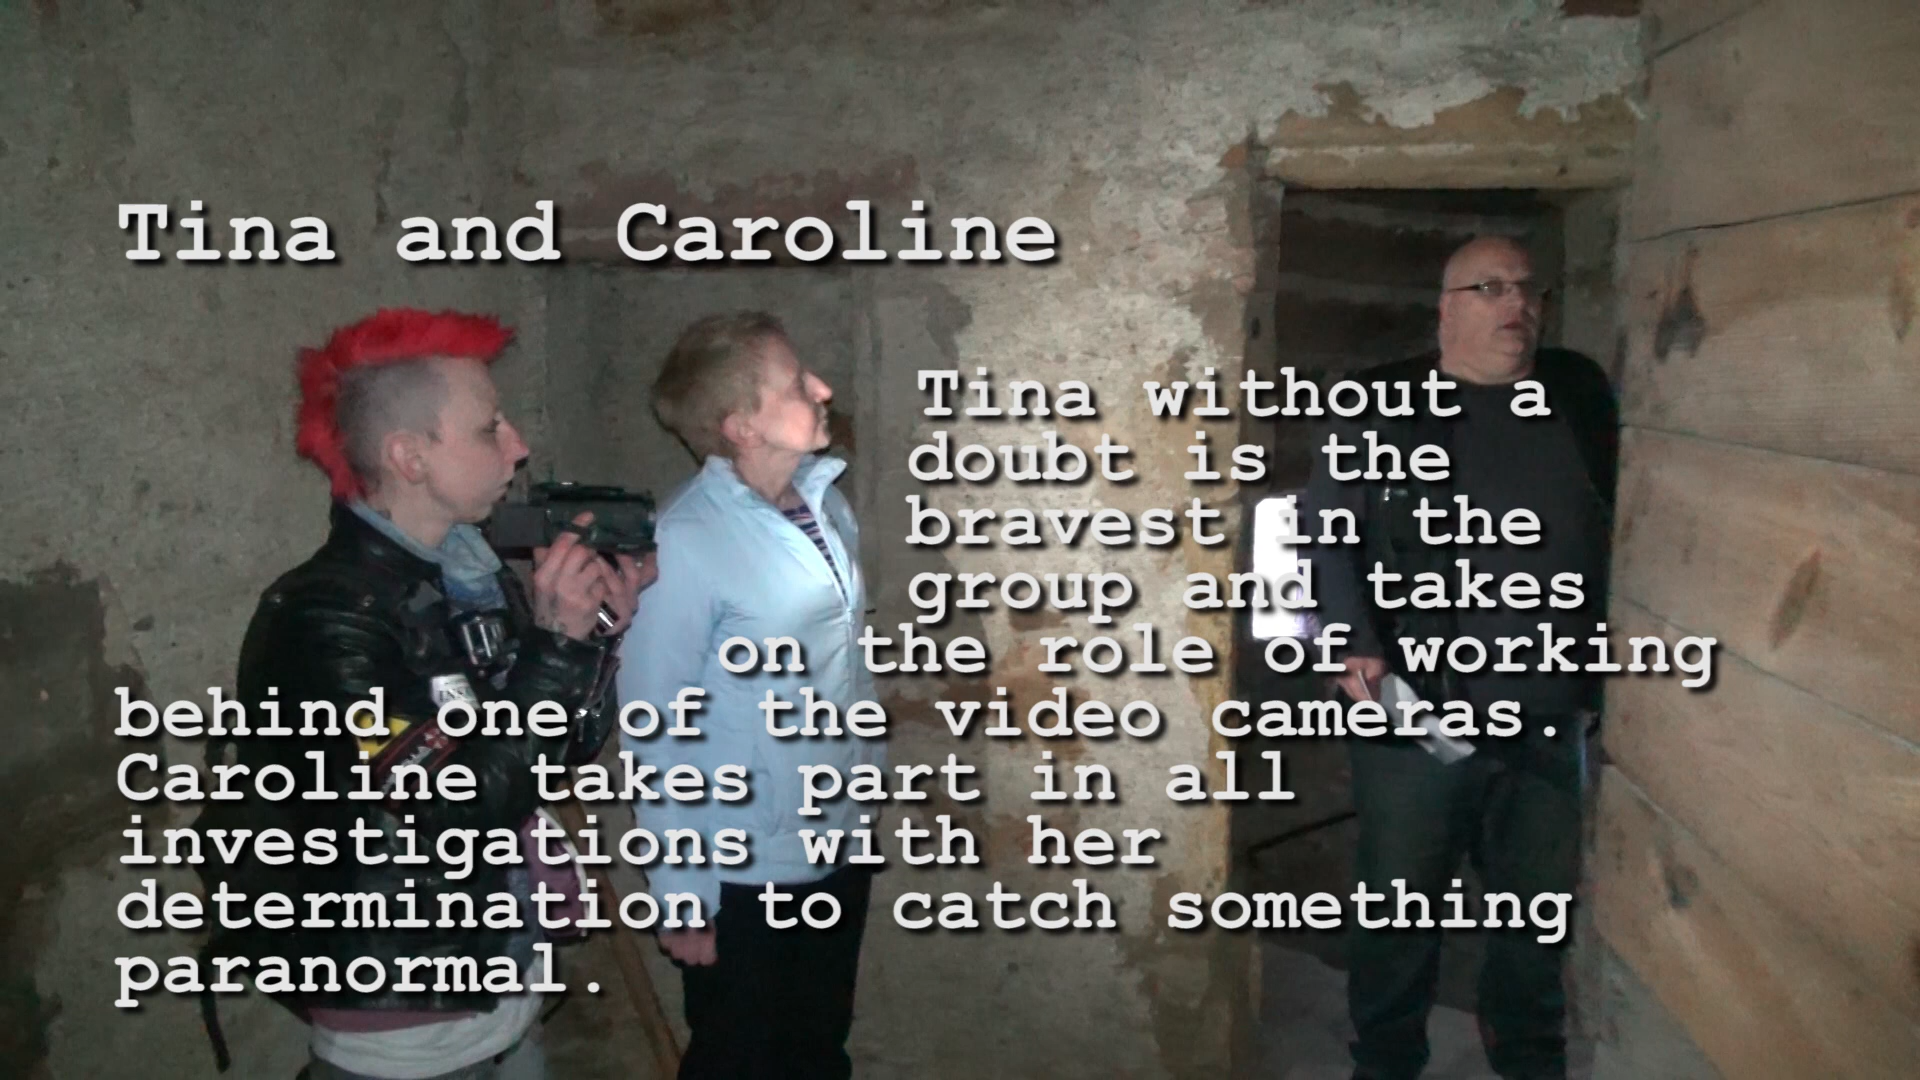 Tina and Caroline
Tina without a
doubt is the
bravest in the
group and takes
on the role of working
behind one of the video cameras.
Caroline takes part in all
investigations with her
determination to catch something
paranormal.